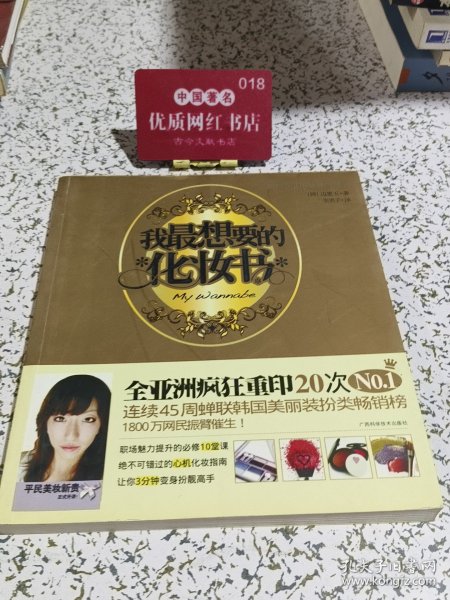 018
中国著名
优质网红书店
古今文献书店
我最想要的
化妆书
My Wannabe
全亚洲疯狂重印20次 No.1
连续45周蝉联韩国美丽装扮类畅销榜
1800万网民振臂催生！
广西科学技术出版社
职场魅力提升的必修10堂课
绝不可错过的心机化妆指南
让你3分钟变身扮靓高手
平民美妆新贵
孔夫子旧书网